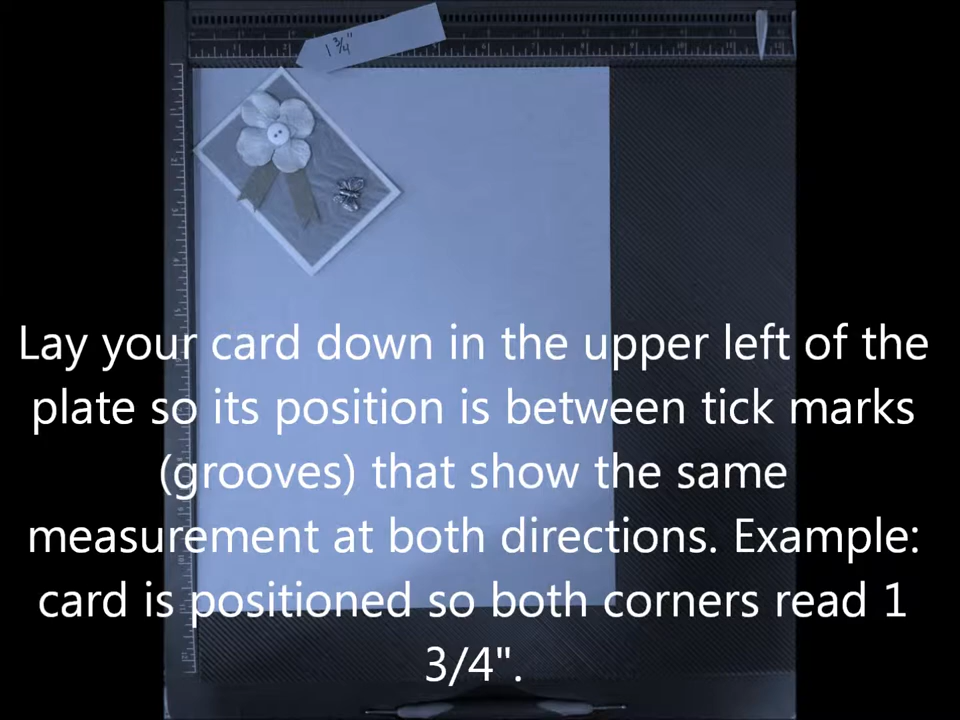 1 3/4"
Lay your card down in the upper left of the
plate so its position is between tick marks
(grooves) that show the same
measurement at both directions. Example:
card is positioned so both corners read 1
3/4".